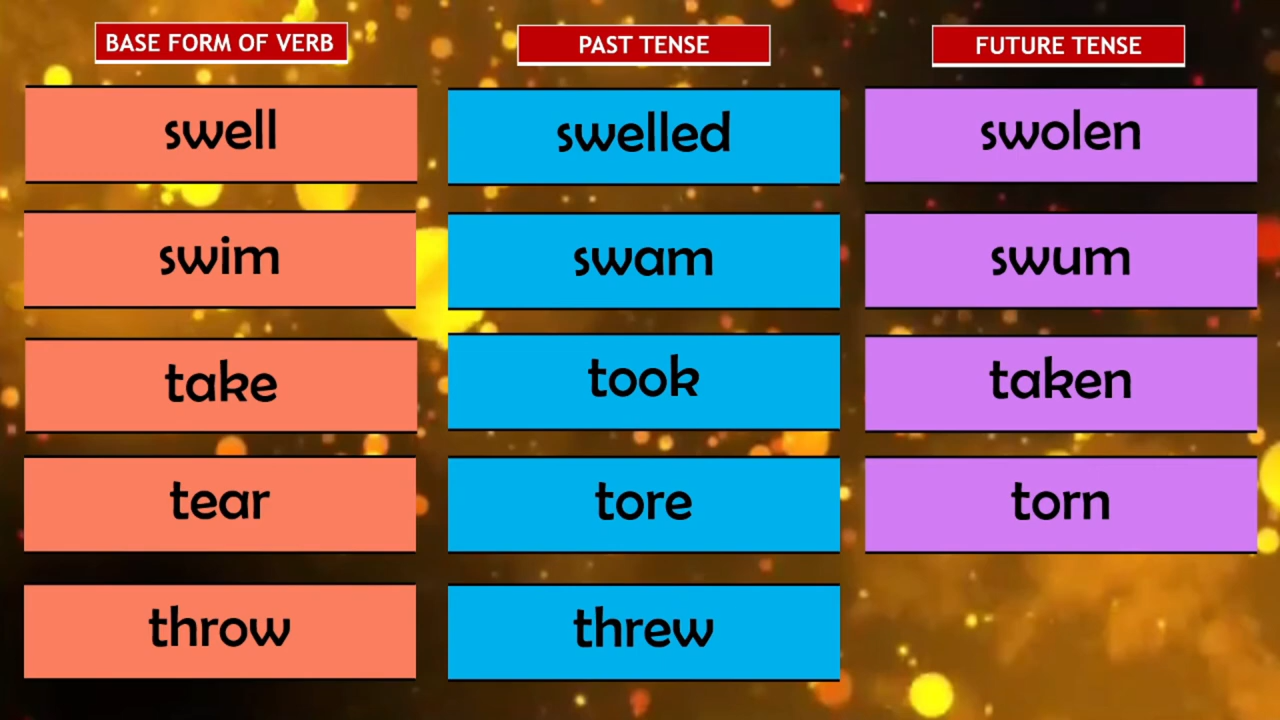 BASE FORM OF VERB PAST TENSE FUTURE TENSE
swell swelled swolen
swim swam swum
take took taken
tear tore torn
throw threw